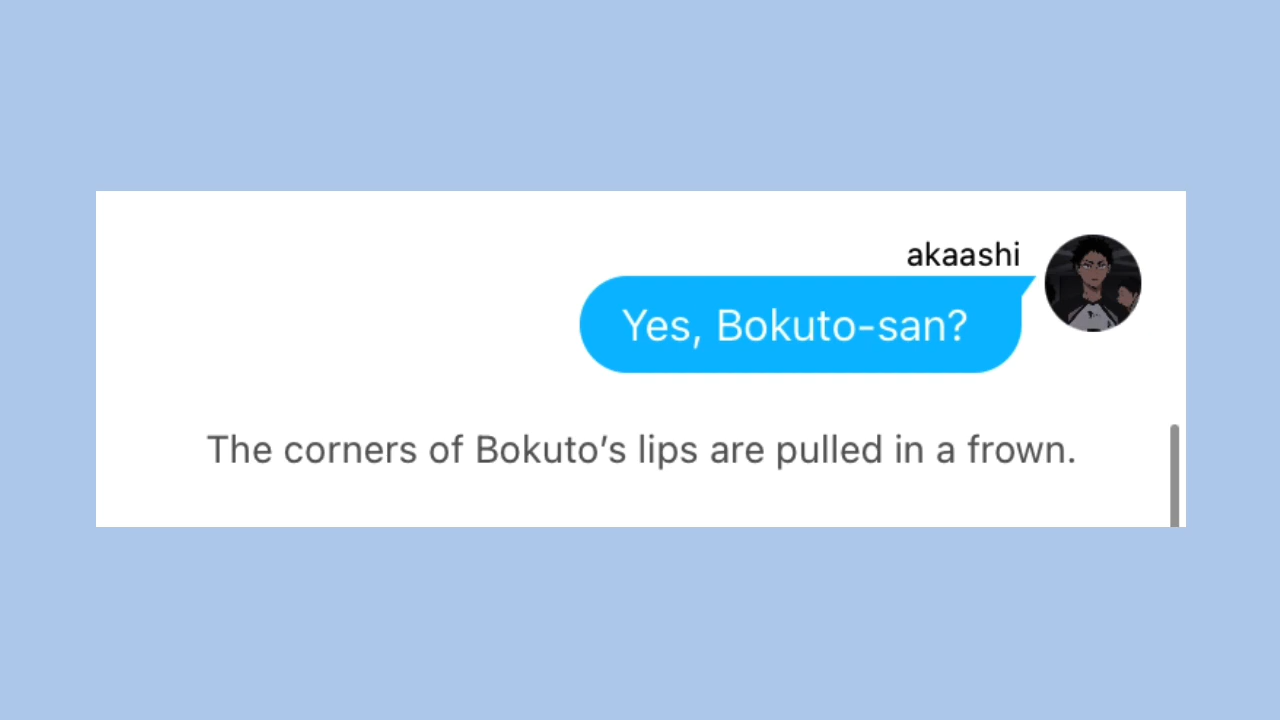 akaashi
Yes, Bokuto-san?
The corners of Bokuto’s lips are pulled in a frown.